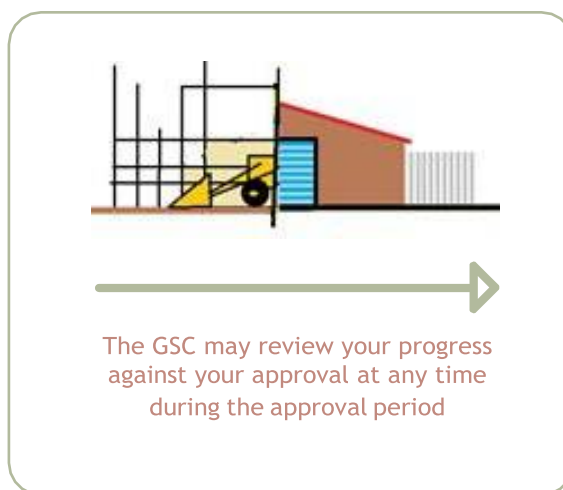 The GSC may review your progress
against your approval at any time
during the approval period